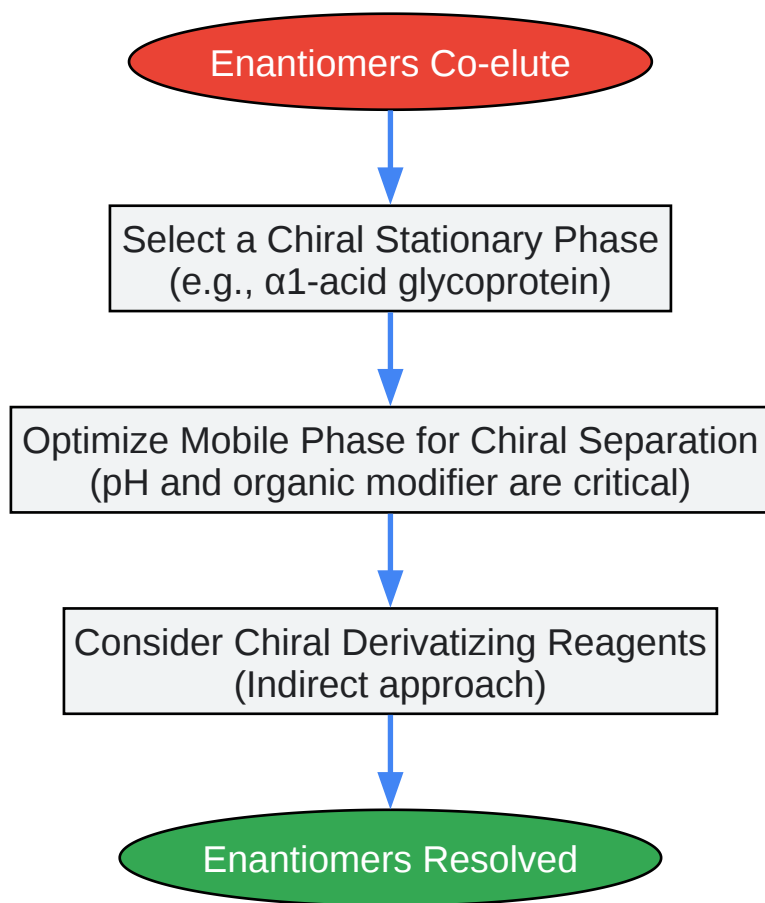 Enantiomers Co-elute
Select a Chiral Stationary Phase
(e.g., α1-acid glycoprotein)
Optimize Mobile Phase for Chiral Separation
(pH and organic modifier are critical)
Consider Chiral Derivatizing Reagents
(Indirect approach)
Enantiomers Resolved